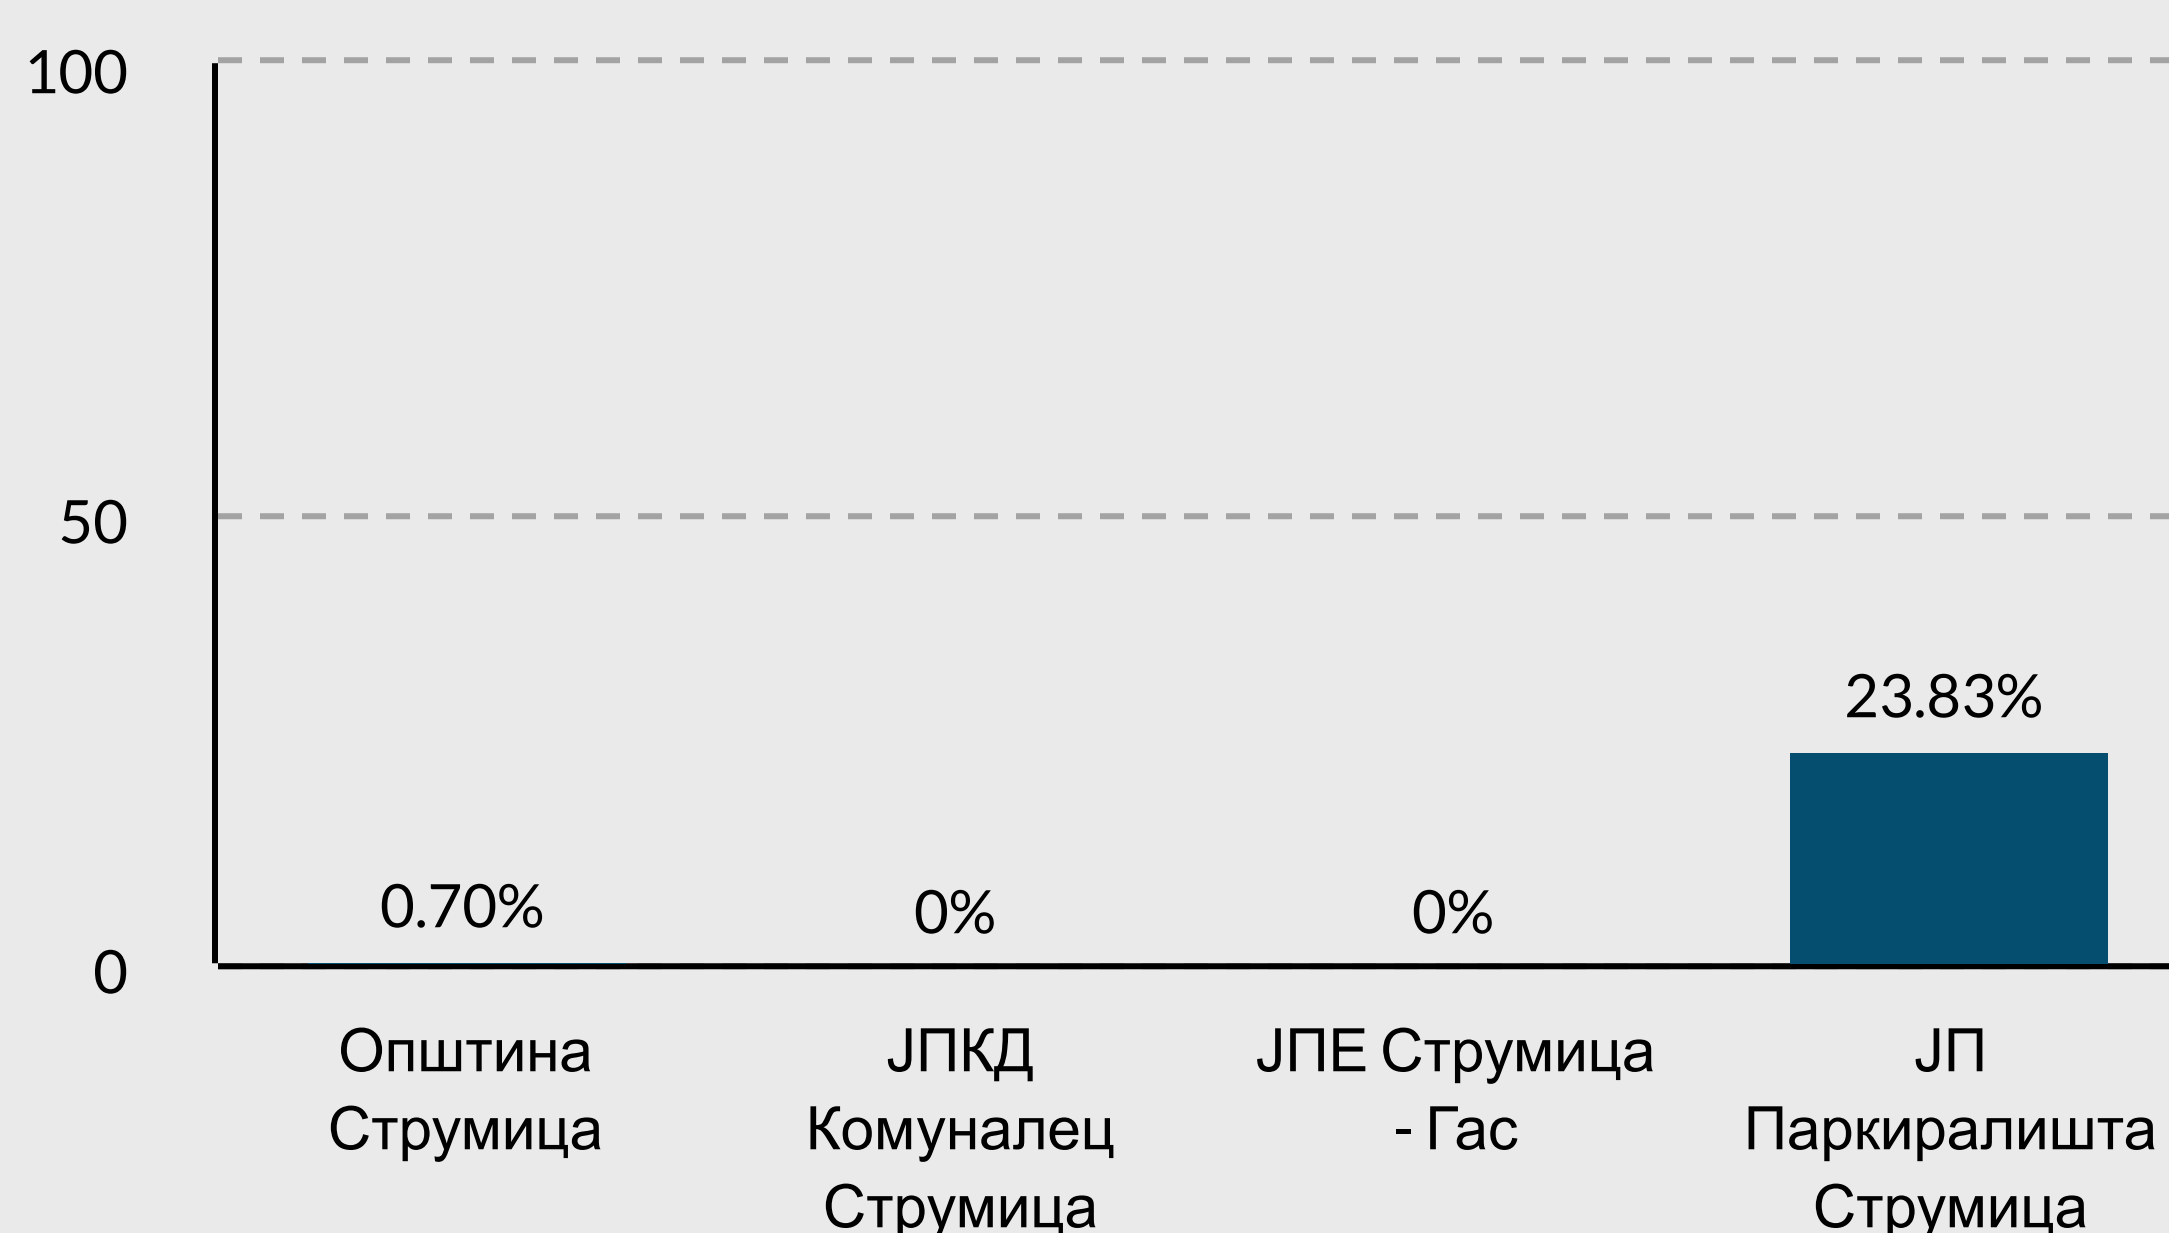 100
50
0
23.83%
0.70%
0%
0%
Општина
Струмица
ЈПКД
Комуналец
Струмица
ЈПЕ Струмица
- Гас
ЈП
Паркиралишта
Струмица